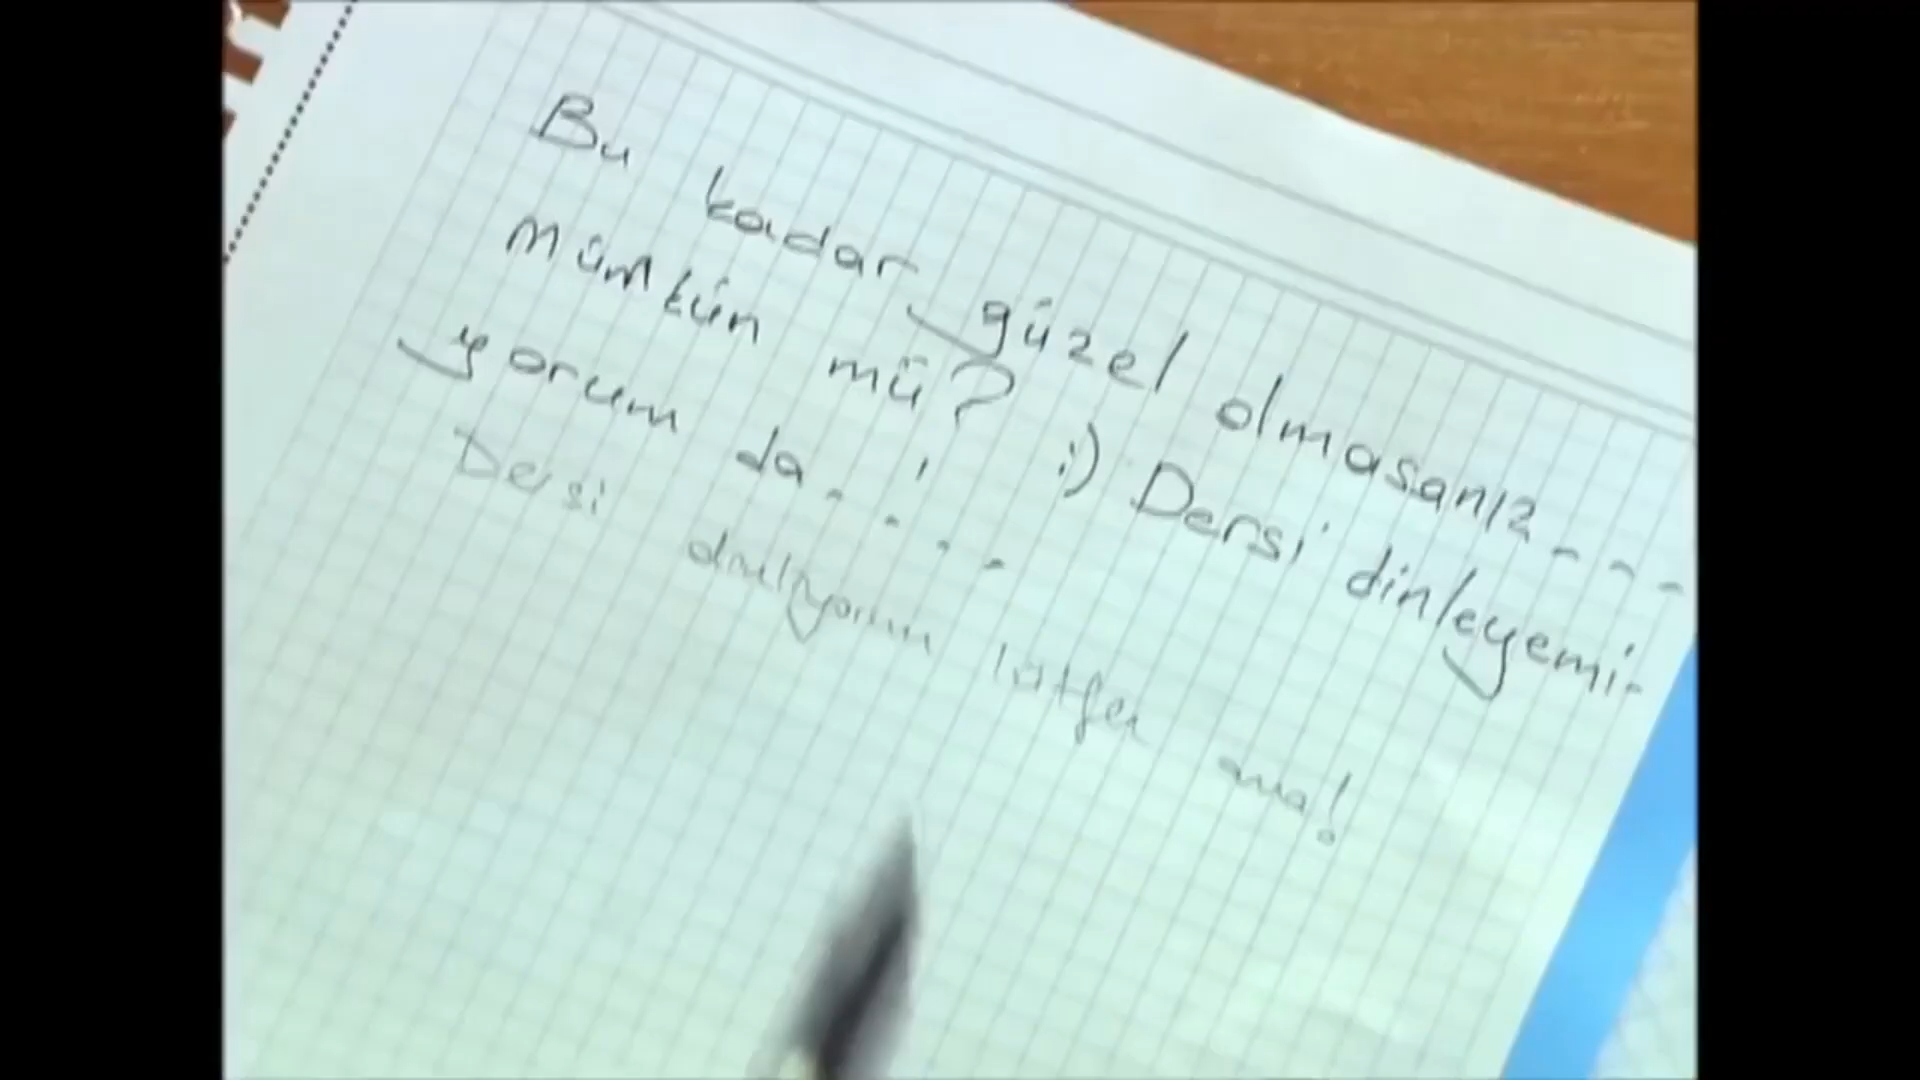 Bu kadar güzel olmasanız....
mümkün mü? :) Dersi dinleyemi-
yorum da....!
Dersi dinliyorum lütfen ama!